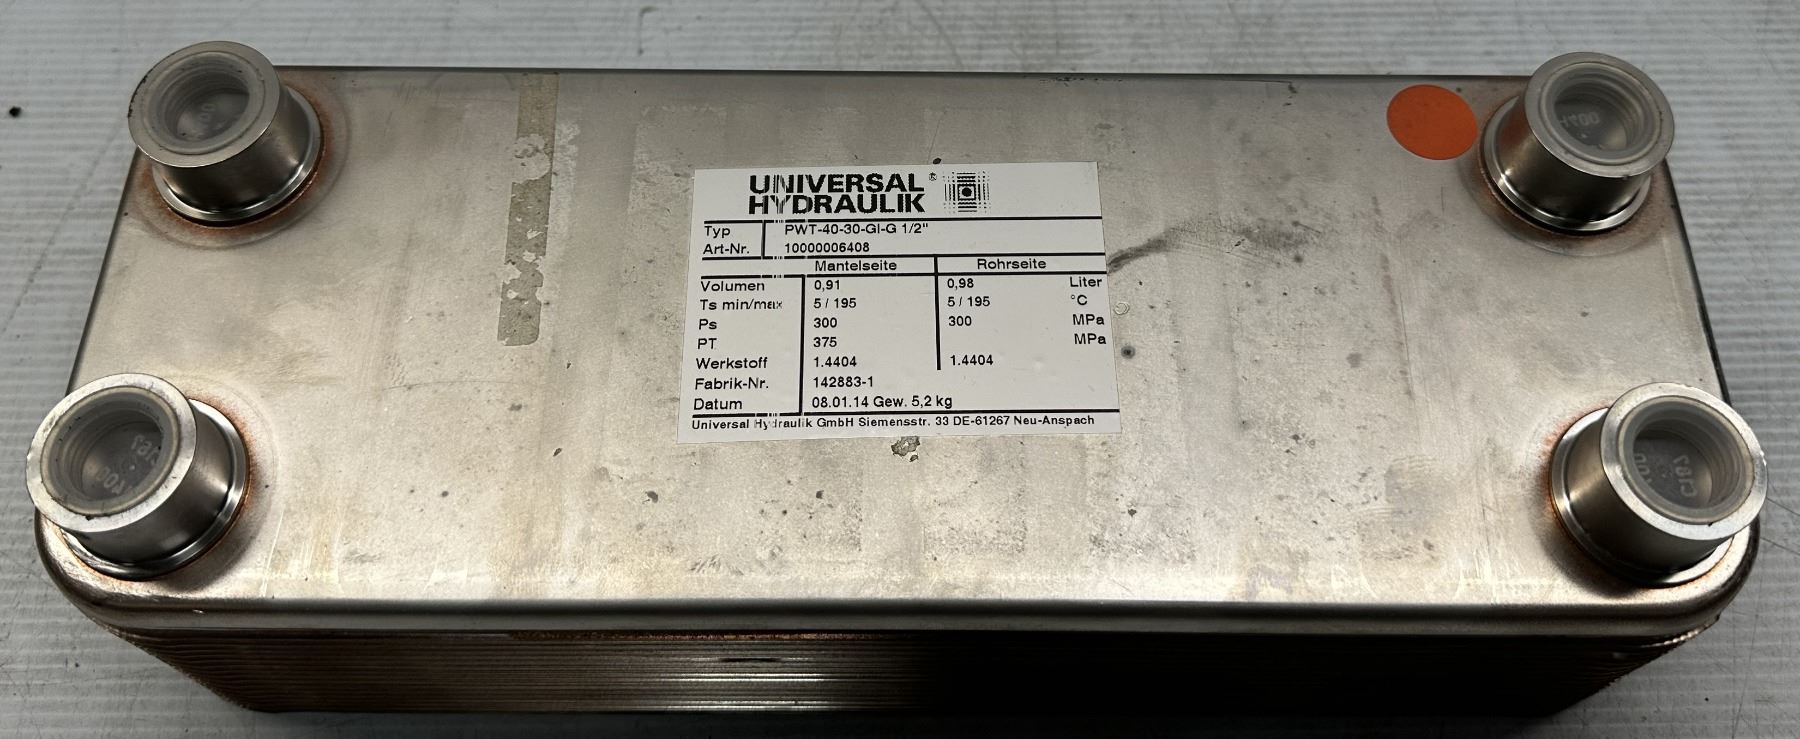 UNIVERSAL ®
HYDRAULIK
Typ PWT-40-30-GI-G 1/2"
Art-Nr. 10000006408
Mantelseite Rohrseite
Volumen 0,91 0,98 Liter
Ts min/max 5 / 195 5 / 195 °C
Ps 300 300 MPa
PT 375 MPa
Werkstoff 1.4404 1.4404
Fabrik-Nr. 142883-1
Datum 08.01.14 Gew. 5,2 kg
Universal Hydraulik GmbH Siemensstr. 33 DE-61267 Neu-Anspach